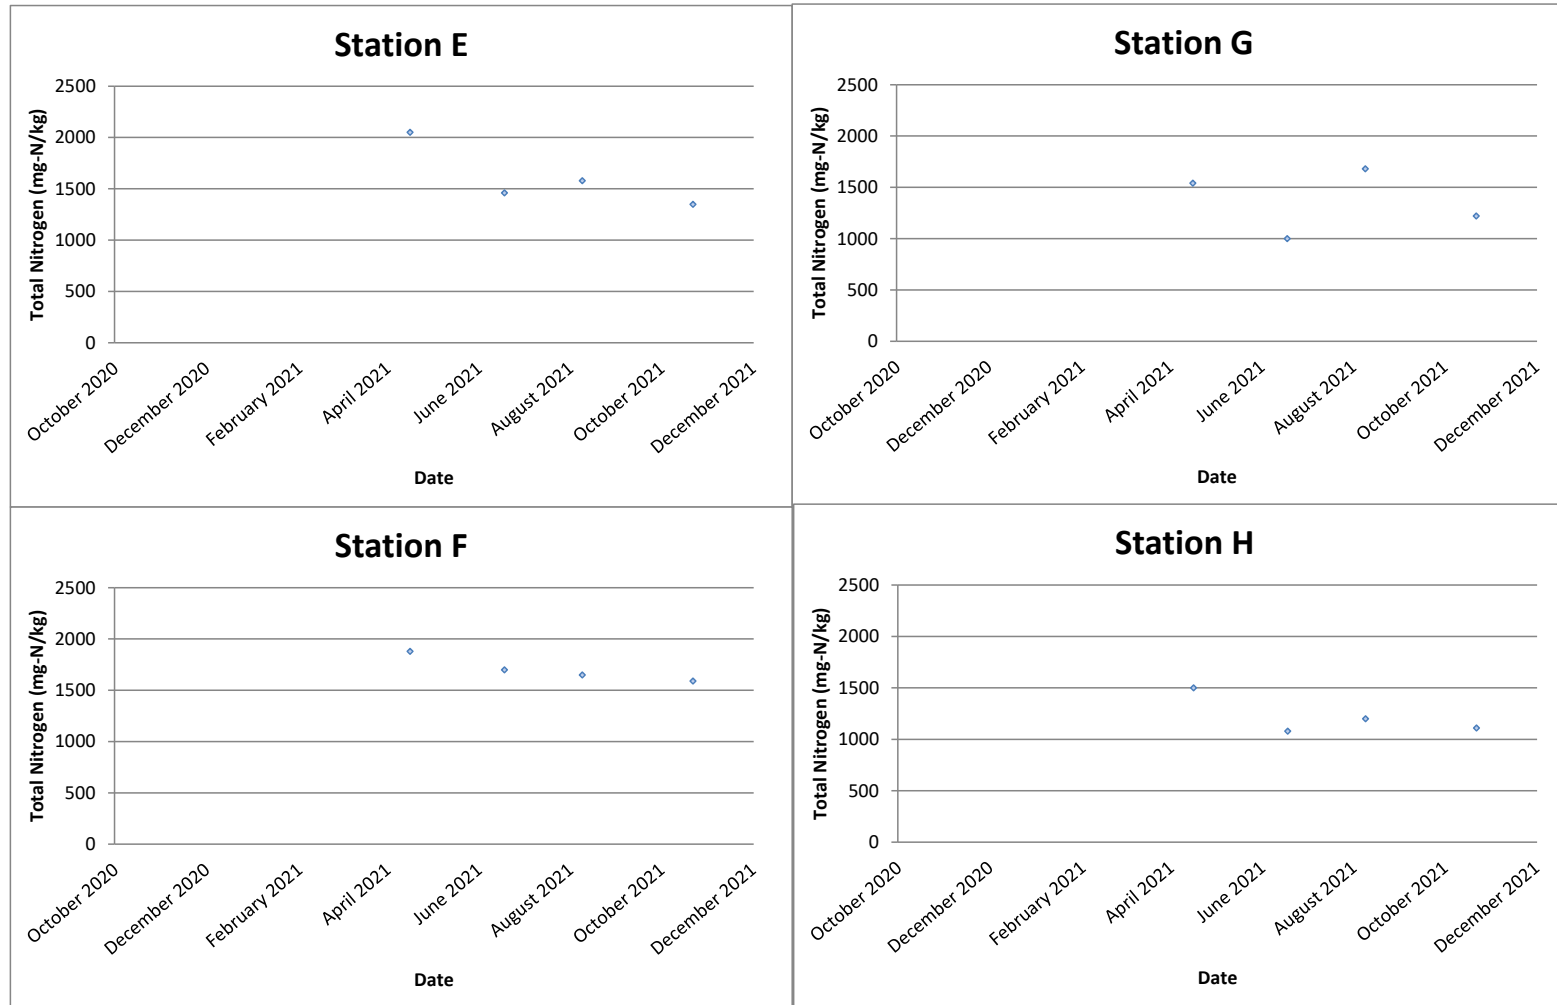 Station E
Total Nitrogen (mg-N/kg)
2500
2000
1500
1000
500
0
October 2020
December 2020
February 2021
April 2021
June 2021
August 2021
October 2021
December 2021
Date
Station G
Total Nitrogen (mg-N/kg)
2500
2000
1500
1000
500
0
October 2020
December 2020
February 2021
April 2021
June 2021
August 2021
October 2021
December 2021
Date
Station F
Total Nitrogen (mg-N/kg)
2500
2000
1500
1000
500
0
October 2020
December 2020
February 2021
April 2021
June 2021
August 2021
October 2021
December 2021
Date
Station H
Total Nitrogen (mg-N/kg)
2500
2000
1500
1000
500
0
October 2020
December 2020
February 2021
April 2021
June 2021
August 2021
October 2021
December 2021
Date